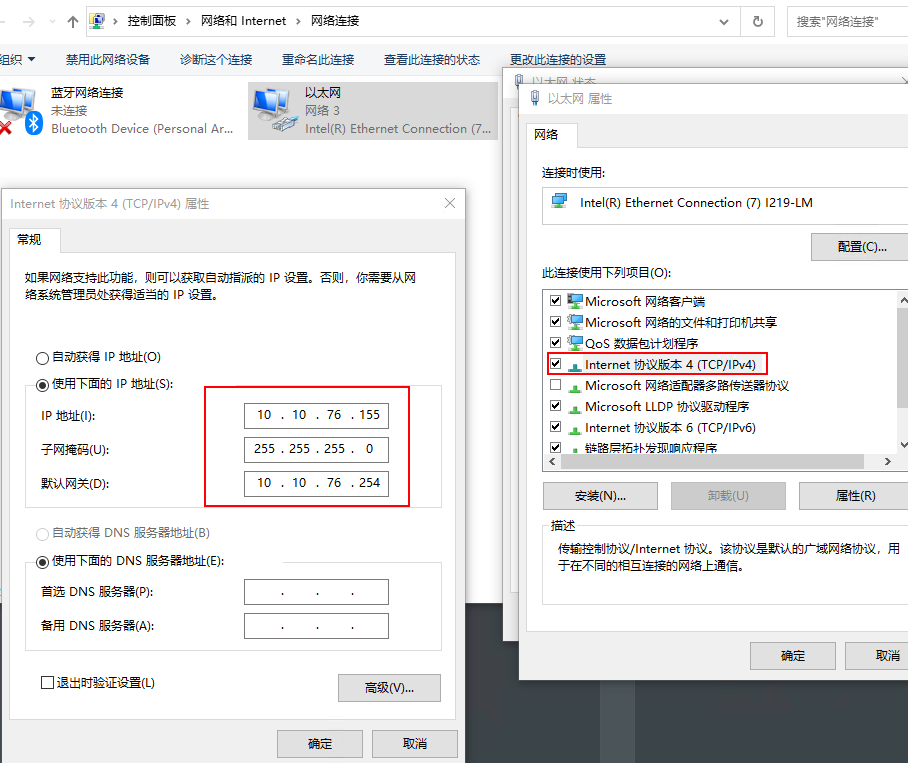 控制面板 › 网络和 Internet › 网络连接
搜索"网络连接"
组织
禁用此网络设备
诊断这个连接
重命名此连接
查看此连接的状态
更改此连接的设置
蓝牙网络连接
未连接
Bluetooth Device (Personal Ar...
以太网
网络 3
Intel(R) Ethernet Connection (7...
以太网 状态
以太网 属性
网络
连接时使用:
Intel(R) Ethernet Connection (7) I219-LM
配置(C)...
此连接使用下列项目(O):
Microsoft 网络客户端
Microsoft 网络的文件和打印机共享
QoS 数据包计划程序
Internet 协议版本 4 (TCP/IPv4)
Microsoft 网络适配器多路传送器协议
Microsoft LLDP 协议驱动程序
Internet 协议版本 6 (TCP/IPv6)
链路层拓扑发现响应程序
安装(N)...
卸载(U)
属性(R)
描述
传输控制协议/Internet 协议。该协议是默认的广域网络协议，用
于在不同的相互连接的网络上通信。
确定
取消
Internet 协议版本 4 (TCP/IPv4) 属性
常规
如果网络支持此功能，则可以获取自动指派的 IP 设置。否则，你需要从网
络系统管理员处获得适当的 IP 设置。
自动获得 IP 地址(O)
使用下面的 IP 地址(S):
IP 地址(I):
10 . 10 . 76 . 155
子网掩码(U):
255 . 255 . 255 . 0
默认网关(D):
10 . 10 . 76 . 254
自动获得 DNS 服务器地址(B)
使用下面的 DNS 服务器地址(E):
首选 DNS 服务器(P):
. . .
备用 DNS 服务器(A):
. . .
退出时验证设置(L)
高级(V)...
确定
取消